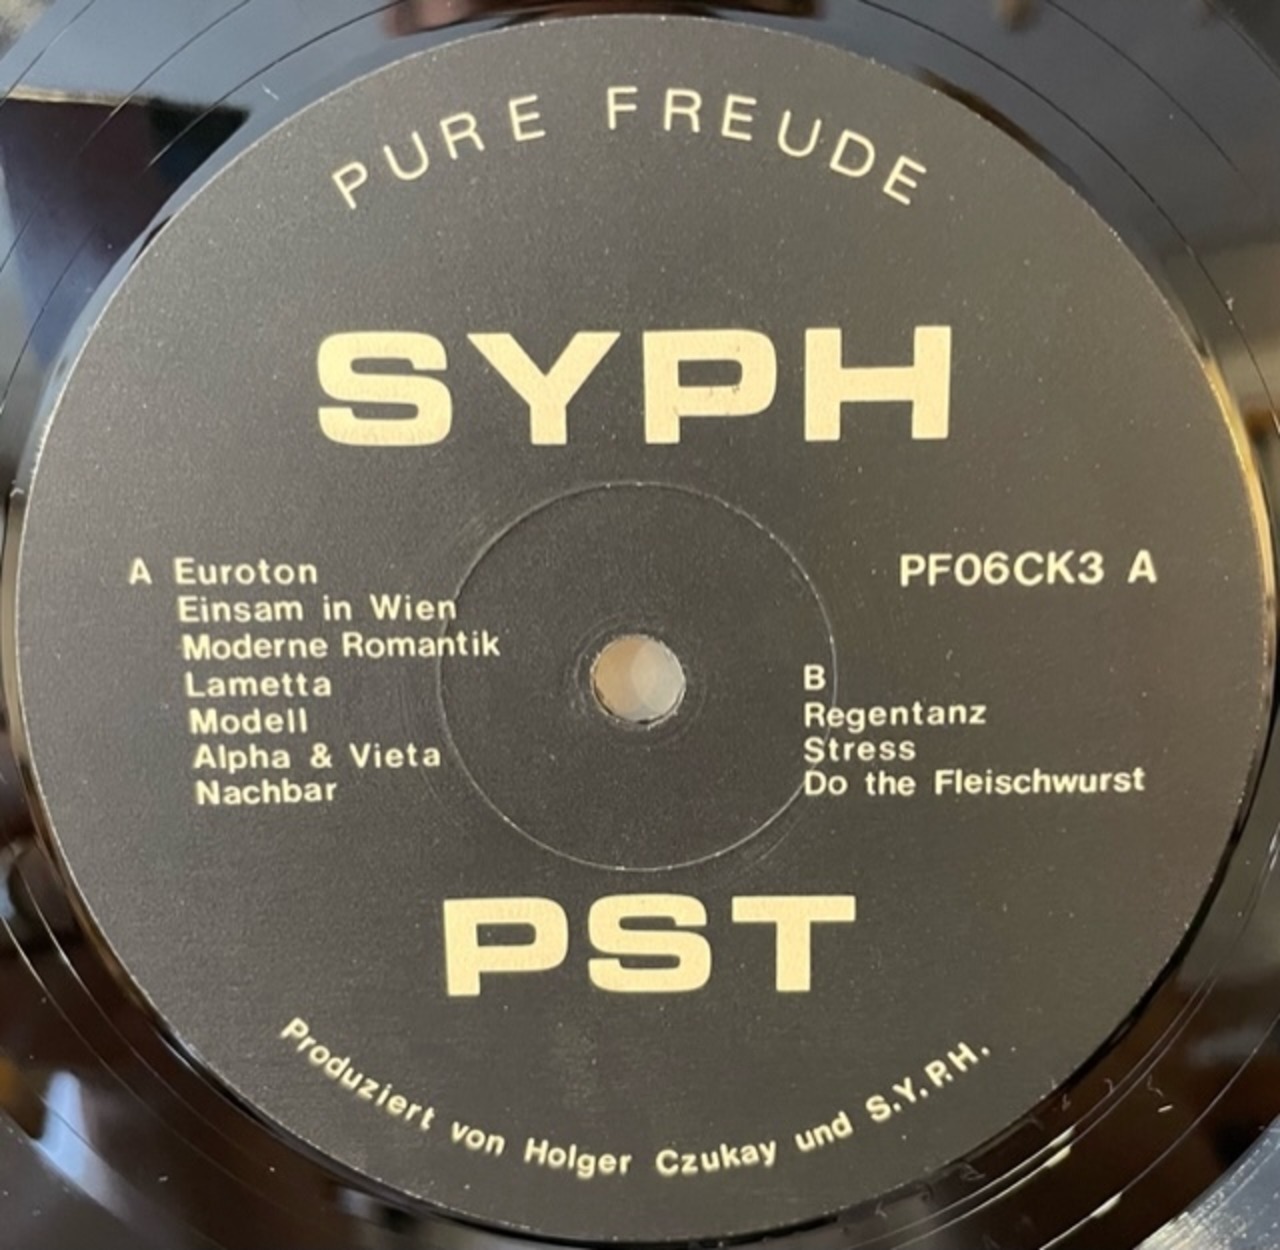 PURE FREUDE
SYPH
A Euroton
Einsam in Wien
Moderne Romantik
Lametta
Modell
Alpha & Vieta
Nachbar
PF06CK3 A
B
Regentanz
Stress
Do the Fleischwurst
PST
Produziert von Holger Czukay und S.Y.P.H.